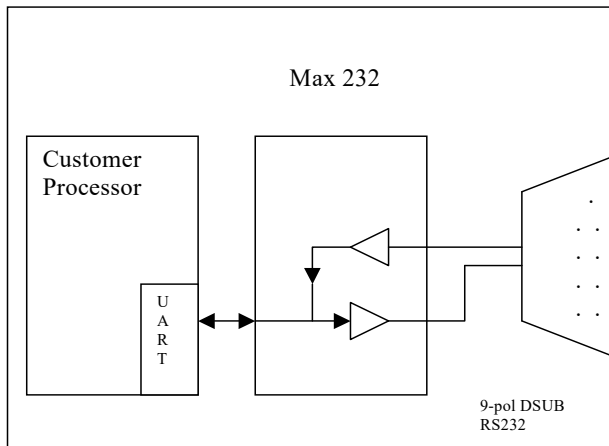 Max 232
Customer
Processor
U
A
R
T
9-pol DSUB
RS232